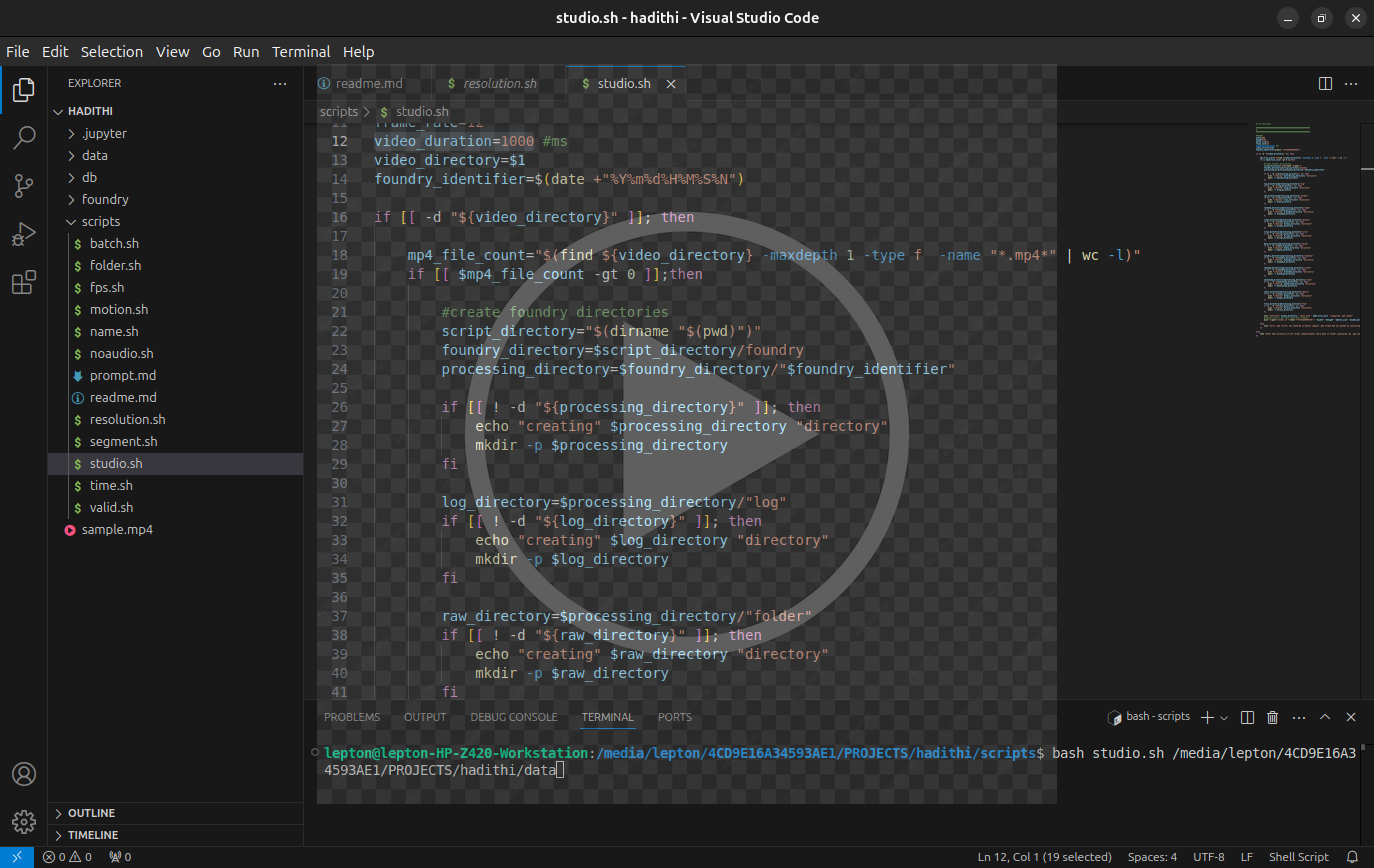 studio.sh - hadithi - Visual Studio Code
File Edit Selection View Go Run Terminal Help
EXPLORER
HADITHI
.jupyter
data
db
foundry
scripts
batch.sh
folder.sh
fps.sh
motion.sh
name.sh
noaudio.sh
prompt.md
readme.md
resolution.sh
segment.sh
studio.sh
time.sh
valid.sh
sample.mp4
OUTLINE
TIMELINE
readme.md resolution.sh studio.sh
scripts > studio.sh
11 frame_rate=12
12 video_duration=1000 #ms
13 video_directory=$1
14 foundry_identifier=$(date +"%Y%m%d%H%M%S%N")
15
16 if [[ -d "${video_directory}" ]]; then
17
18 mp4_file_count="$(find ${video_directory} -maxdepth 1 -type f  -name "*.mp4*" | wc -l)"
19 if [[ $mp4_file_count -gt 0 ]];then
20
21 #create foundry directories
22 script_directory="$(dirname "$(pwd)")"
23 foundry_directory=$script_directory/foundry
24 processing_directory=$foundry_directory/"$foundry_identifier"
25
26 if [[ ! -d "${processing_directory}" ]]; then
27 echo "creating" $processing_directory "directory"
28 mkdir -p $processing_directory
29 fi
30
31 log_directory=$processing_directory/"log"
32 if [[ ! -d "${log_directory}" ]]; then
33 echo "creating" $log_directory "directory"
34 mkdir -p $log_directory
35 fi
36
37 raw_directory=$processing_directory/"folder"
38 if [[ ! -d "${raw_directory}" ]]; then
39 echo "creating" $raw_directory "directory"
40 mkdir -p $raw_directory
41 fi
PROBLEMS OUTPUT DEBUG CONSOLE TERMINAL PORTS
bash - scripts
lepton@lepton-HP-Z420-Workstation:/media/lepton/4CD9E16A34593AE1/PROJECTS/hadithi/scripts$ bash studio.sh /media/lepton/4CD9E16A3
4593AE1/PROJECTS/hadithi/data
0 0 0
Ln 12, Col 1 (19 selected) Spaces: 4 UTF-8 LF Shell Script